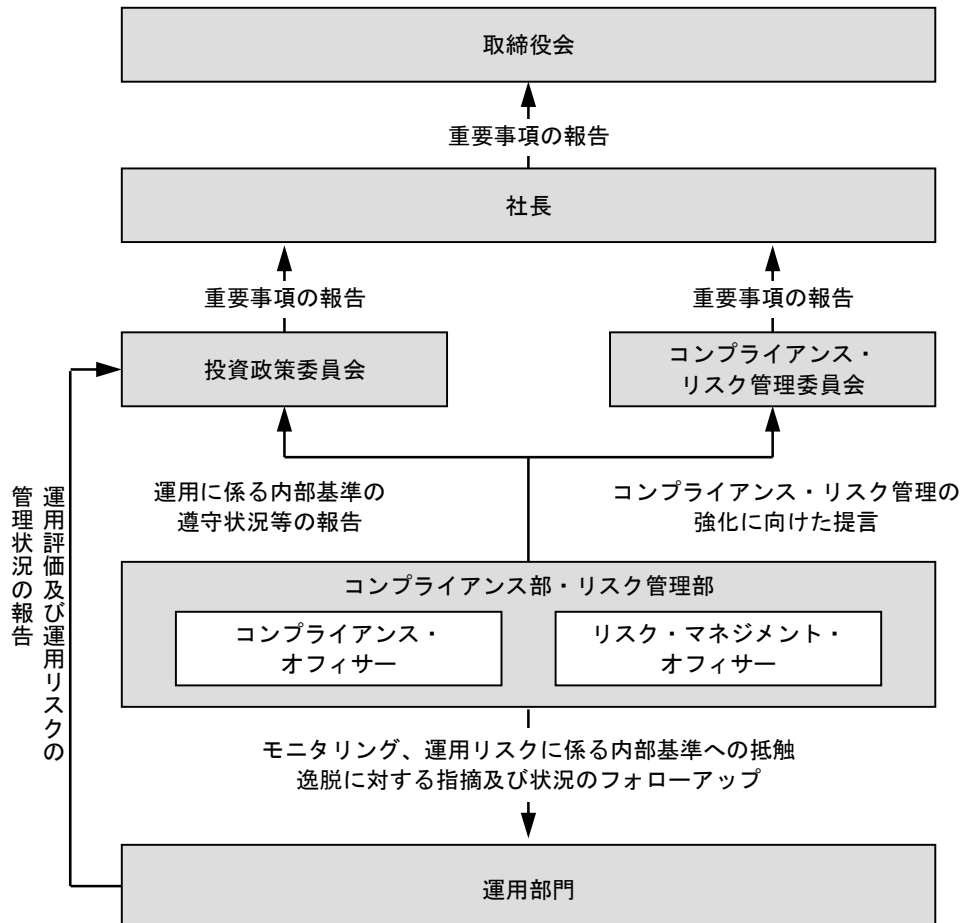 取締役会
重要事項の報告
社長
重要事項の報告
重要事項の報告
投資政策委員会
コンプライアンス・
リスク管理委員会
運用に係る内部基準の
遵守状況等の報告
コンプライアンス・リスク管理の
強化に向けた提言
運用評価及び運用リスクの
管理状況の報告
コンプライアンス部・リスク管理部
コンプライアンス・
オフィサー
リスク・マネジメント・
オフィサー
モニタリング、運用リスクに係る内部基準への抵触
逸脱に対する指摘及び状況のフォローアップ
運用部門